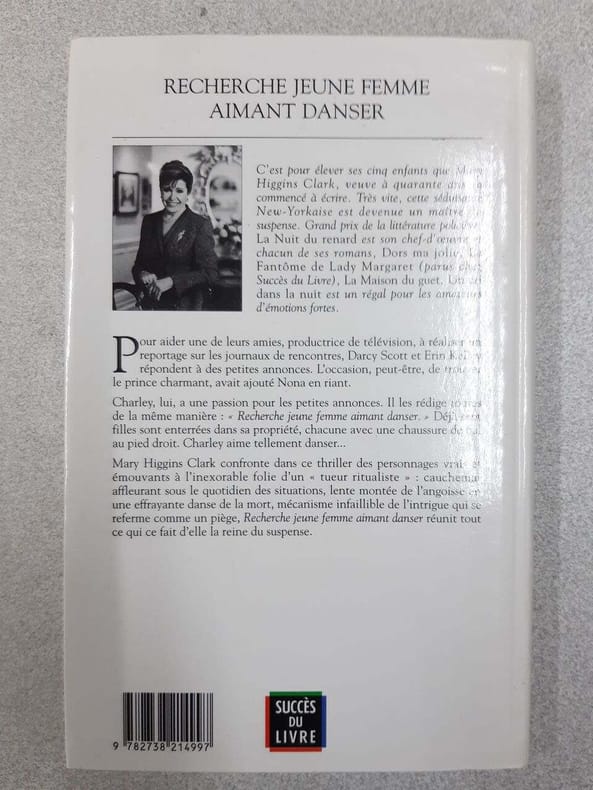 RECHERCHE JEUNE FEMME
AIMANT DANSER
C'est pour élever ses cinq enfants que Mary
Higgins Clark, veuve à quarante ans, a
commencé à écrire. Très vite, cette séduisante
New-Yorkaise est devenue un maître du
suspense. Grand prix de la littérature policière,
La Nuit du renard est son chef-d'œuvre et
chacun de ses romans, Dors ma jolie, Le
Fantôme de Lady Margaret (parus chez
Succès du Livre), La Maison du guet, Un cri
dans la nuit est un régal pour les amateurs
d'émotions fortes.
Pour aider une de leurs amies, productrice de télévision, à réaliser un
reportage sur les journaux de rencontres, Darcy Scott et Erin Kelley
répondent à des petites annonces. L'occasion, peut-être, de trouver
le prince charmant, avait ajouté Nona en riant.
Charley, lui, a une passion pour les petites annonces. Il les rédige toutes
de la même manière : « Recherche jeune femme aimant danser. » Déjà sept
filles sont enterrées dans sa propriété, chacune avec une chaussure de bal
au pied droit. Charley aime tellement danser...
Mary Higgins Clark confronte dans ce thriller des personnages vrais et
émouvants à l'inexorable folie d'un « tueur ritualiste » : cauchemar
affleurant sous le quotidien des situations, lente montée de l'angoisse en
une effrayante danse de la mort, mécanisme infaillible de l'intrigue qui se
referme comme un piège, Recherche jeune femme aimant danser réunit tout
ce qui ce fait d'elle la reine du suspense.
9 782738 214997
SUCCÈS
DU
LIVRE